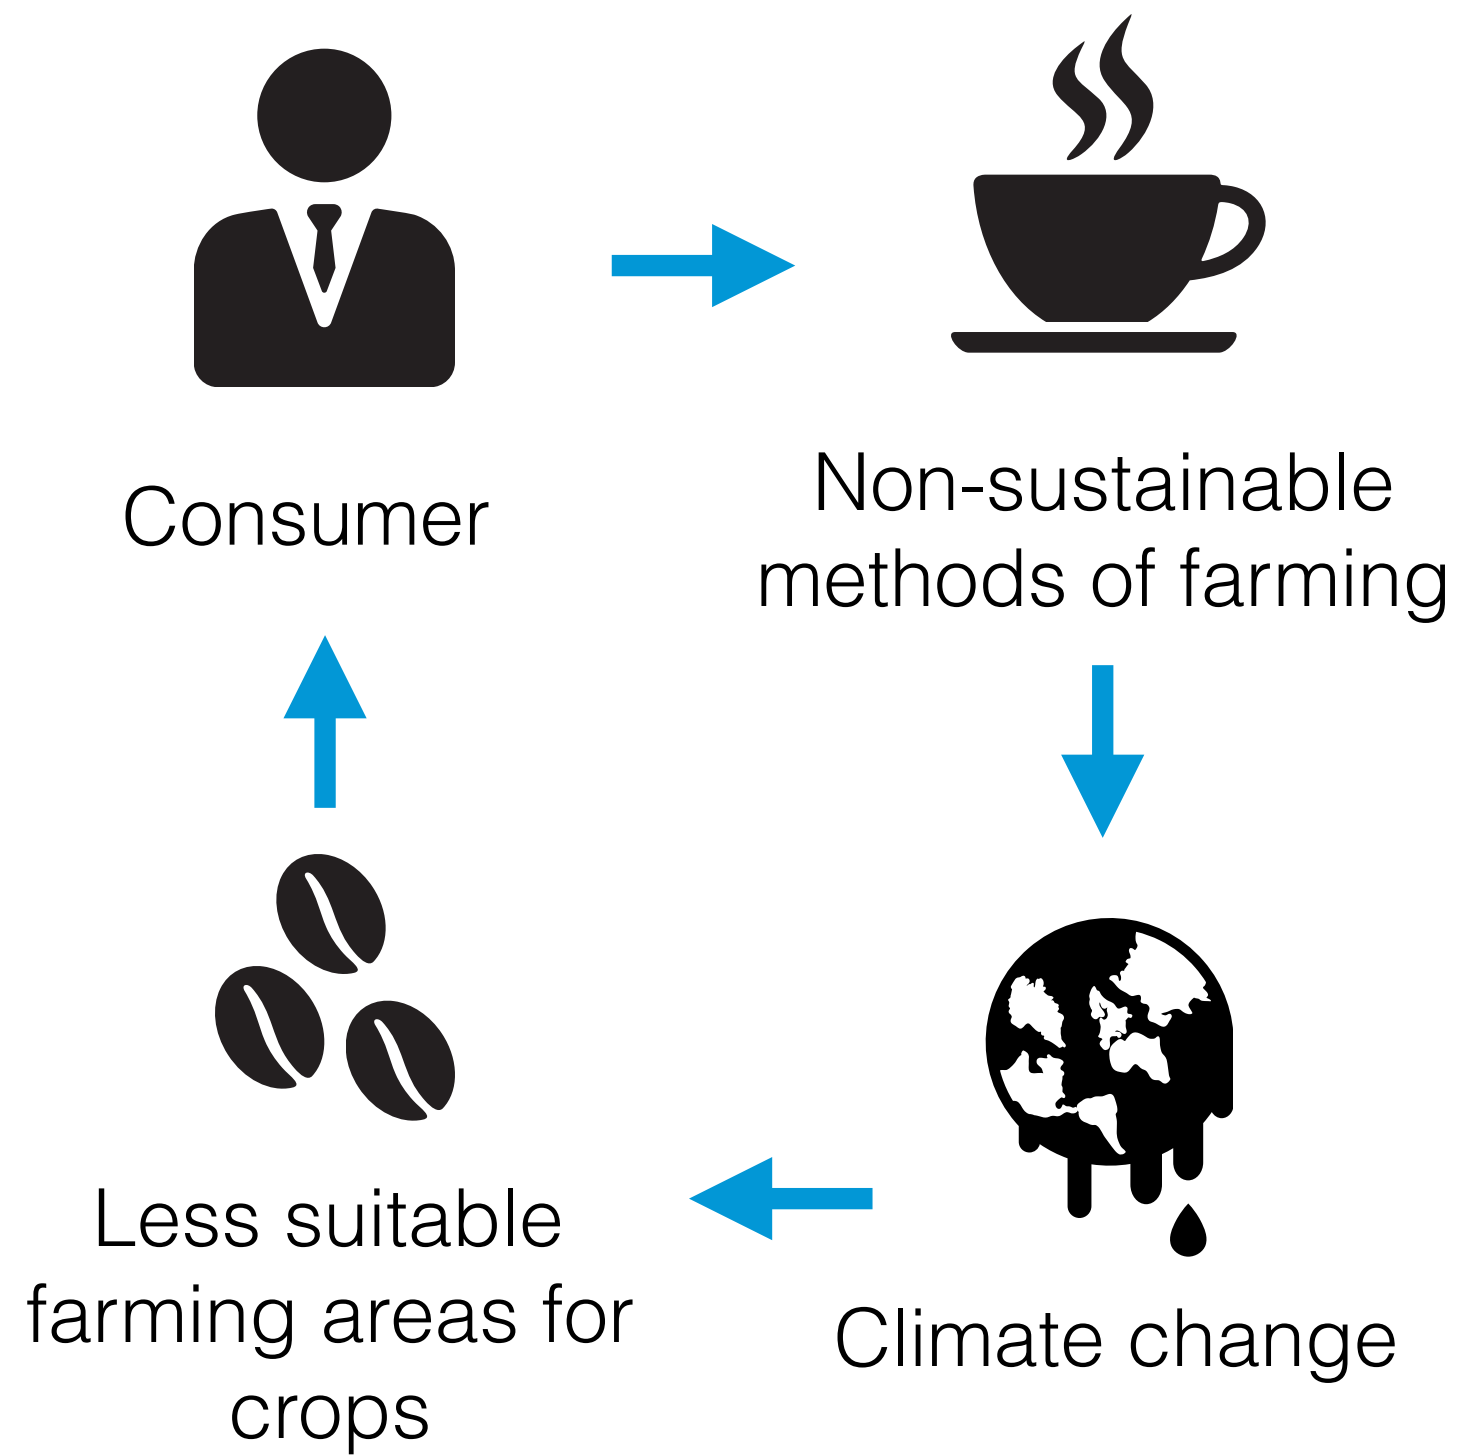 Consumer
Non-sustainable
methods of farming
Less suitable
farming areas for
crops
Climate change